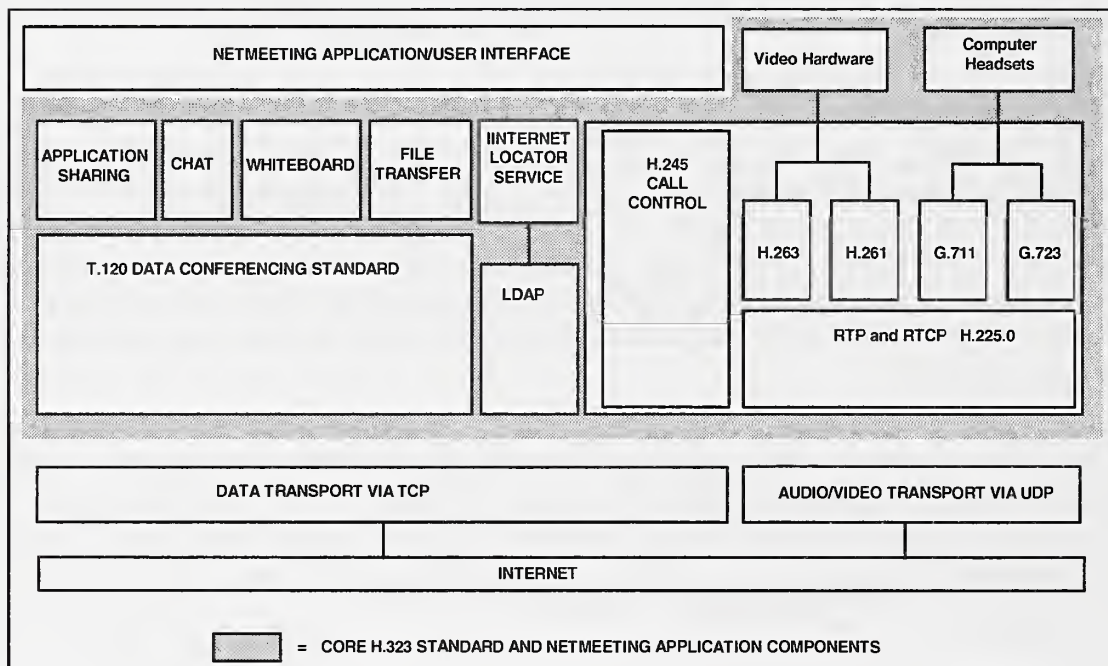 NETMEETING APPLICATION/USER INTERFACE
Video Hardware
Computer
Headsets
APPLICATION
SHARING
CHAT
WHITEBOARD
FILE
TRANSFER
IINTERNET
LOCATOR
SERVICE
H.245
CALL
CONTROL
H.263
H.261
G.711
G.723
T.120 DATA CONFERENCING STANDARD
LDAP
RTP and RTCP H.225.0
DATA TRANSPORT VIA TCP
AUDIO/VIDEO TRANSPORT VIA UDP
INTERNET
= CORE H.323 STANDARD AND NETMEETING APPLICATION COMPONENTS